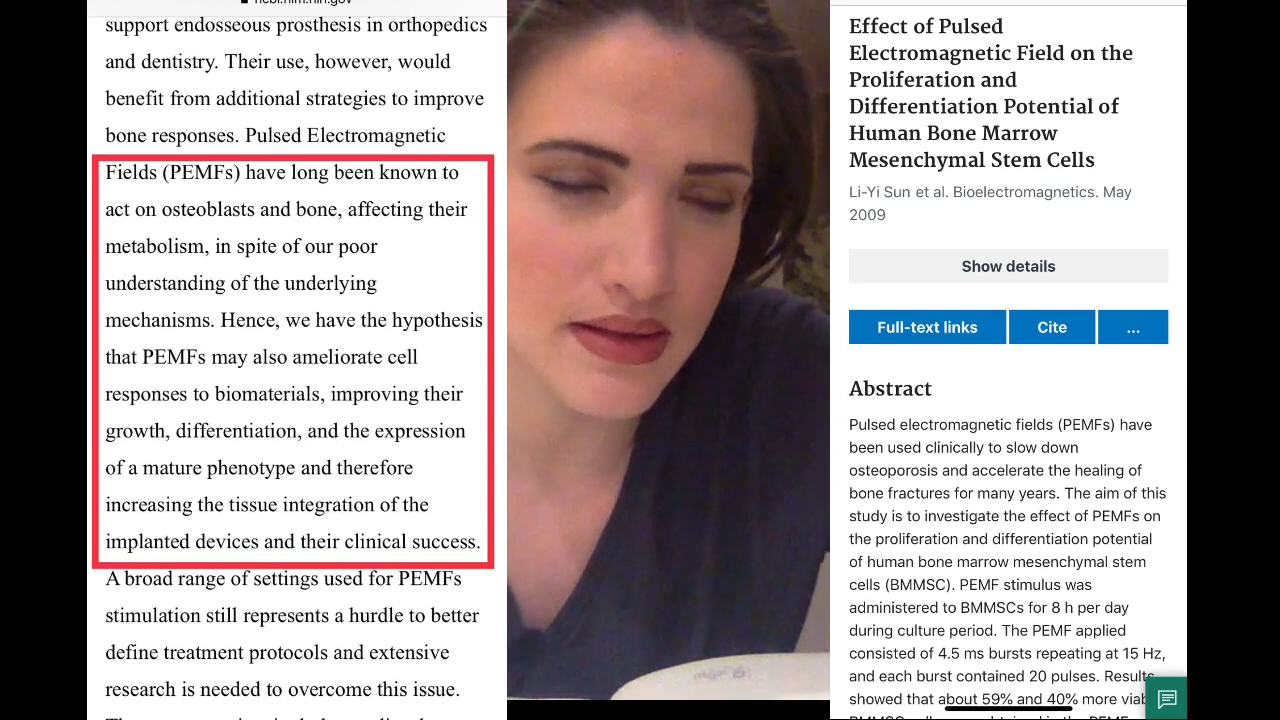 support endosseous prosthesis in orthopedics
and dentistry. Their use, however, would
benefit from additional strategies to improve
bone responses. Pulsed Electromagnetic
Fields (PEMFs) have long been known to
act on osteoblasts and bone, affecting their
metabolism, in spite of our poor
understanding of the underlying
mechanisms. Hence, we have the hypothesis
that PEMFs may also ameliorate cell
responses to biomaterials, improving their
growth, differentiation, and the expression
of a mature phenotype and therefore
increasing the tissue integration of the
implanted devices and their clinical success.
A broad range of settings used for PEMFs
stimulation still represents a hurdle to better
define treatment protocols and extensive
research is needed to overcome this issue.
Effect of Pulsed
Electromagnetic Field on the
Proliferation and
Differentiation Potential of
Human Bone Marrow
Mesenchymal Stem Cells
Li-Yi Sun et al. Bioelectromagnetics. May
2009
Show details
Full-text links
Cite
...
Abstract
Pulsed electromagnetic fields (PEMFs) have
been used clinically to slow down
osteoporosis and accelerate the healing of
bone fractures for many years. The aim of this
study is to investigate the effect of PEMFs on
the proliferation and differentiation potential
of human bone marrow mesenchymal stem
cells (BMMSC). PEMF stimulus was
administered to BMMSCs for 8 h per day
during culture period. The PEMF applied
consisted of 4.5 ms bursts repeating at 15 Hz,
and each burst contained 20 pulses. Results
showed that about 59% and 40% more